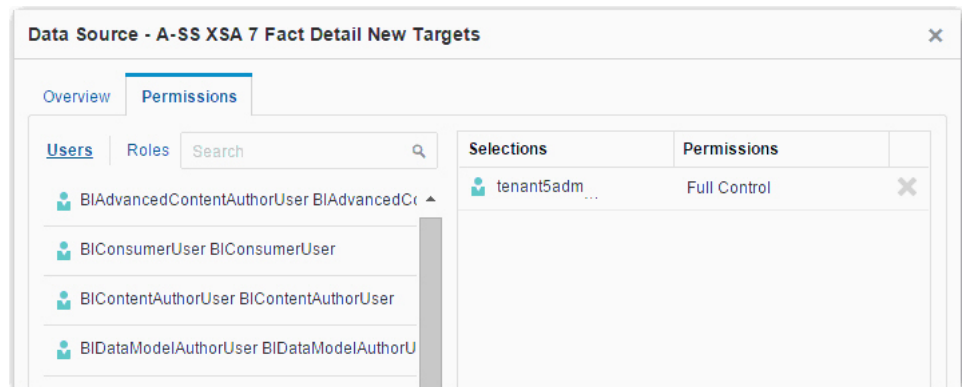 Data Source - A-SS XSA 7 Fact Detail New Targets
Overview
Permissions
Users
Roles
Search
Selections
Permissions
tenant5adm...
Full Control
BIAdvancedContentAuthorUser BIAdvancedCo
BIConsumerUser BIConsumerUser
BIContentAuthorUser BIContentAuthorUser
BIDataModelAuthorUser BIDataModelAuthorU